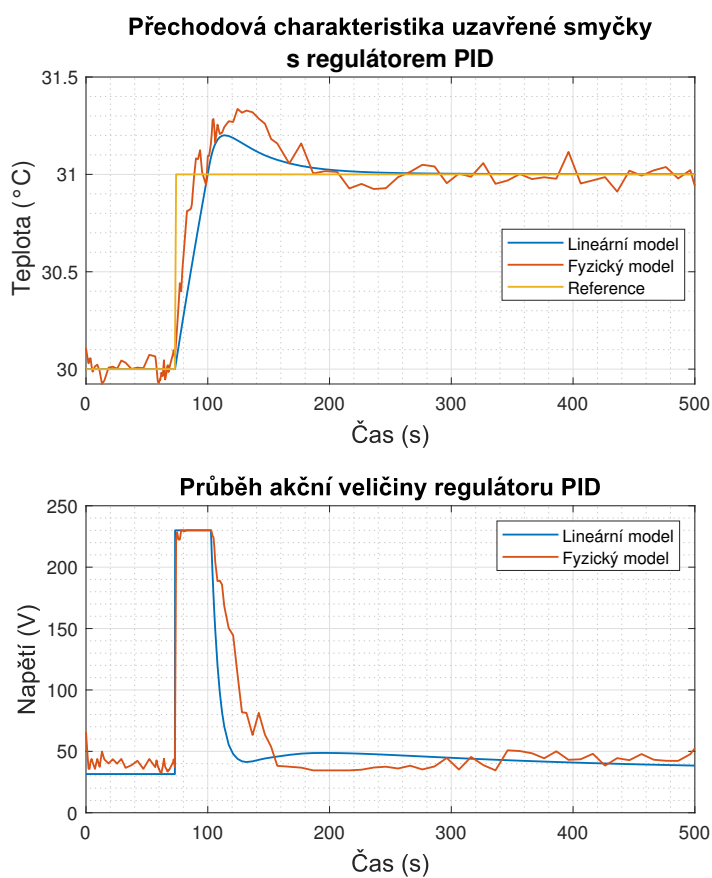 Přechodová charakteristika uzavřené smyčky
s regulátorem PID
31.5
31
30.5
30
Teplota (°C)
Lineární model
Fyzický model
Reference
0 100 200 300 400 500
Čas (s)
Průběh akční veličiny regulátoru PID
250
200
150
100
50
0
Napětí (V)
Lineární model
Fyzický model
0 100 200 300 400 500
Čas (s)